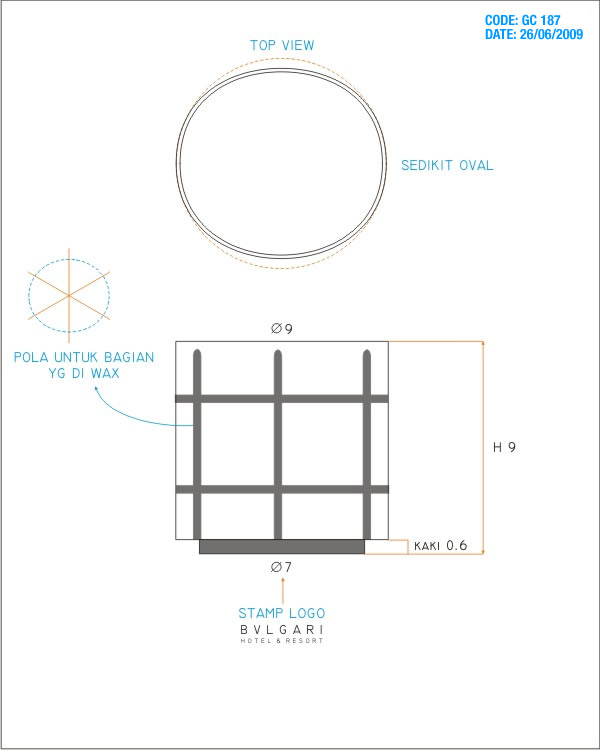 CODE: GC 187
DATE: 26/06/2009
TOP VIEW
SEDIKIT OVAL
Ø9
POLA UNTUK BAGIAN
YG DI WAX
H 9
KAKI 0.6
Ø7
STAMP LOGO
BVLGARI
HOTEL & RESORT